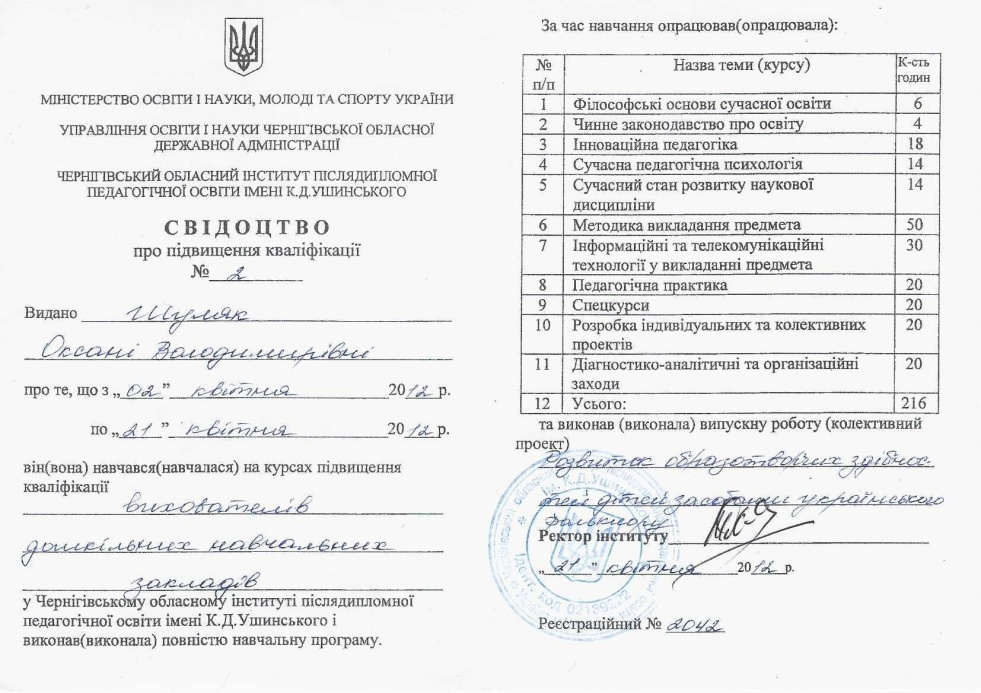 МІНІСТЕРСТВО ОСВІТИ І НАУКИ, МОЛОДІ ТА СПОРТУ УКРАЇНИ
УПРАВЛІННЯ ОСВІТИ І НАУКИ ЧЕРНІГІВСЬКОЇ ОБЛАСНОЇ
ДЕРЖАВНОЇ АДМІНІСТРАЦІЇ
ЧЕРНІГІВСЬКИЙ ОБЛАСНИЙ ІНСТИТУТ ПІСЛЯДИПЛОМНОЇ
ПЕДАГОГІЧНОЇ ОСВІТИ ІМЕНІ К.Д.УШИНСЬКОГО
СВІДОЦТВО
про підвищення кваліфікації
№ 2
Видано Шуляк
Оксані Володимирівні
про те, що з „02” квітня 2012 р.
по „21” квітня 2012 р.
він(вона) навчався(навчалася) на курсах підвищення
кваліфікації
вихователів
дошкільних навчальних
закладів
у Чернігівському обласному інституті післядипломної
педагогічної освіти імені К.Д.Ушинського і
виконав(виконала) повністю навчальну програму.
За час навчання опрацював(опрацювала):
№ п/п Назва теми (курсу) К-сть годин
1 Філософські основи сучасної освіти 6
2 Чинне законодавство про освіту 4
3 Інноваційна педагогіка 18
4 Сучасна педагогічна психологія 14
5 Сучасний стан розвитку наукової 14
дисципліни
6 Методика викладання предмета 50
7 Інформаційні та телекомунікаційні 30
технології у викладанні предмета
8 Педагогічна практика 20
9 Спецкурси 20
10 Розробка індивідуальних та колективних 20
проектів
11 Діагностико-аналітичні та організаційні 20
заходи
12 Усього: 216
та виконав (виконала) випускну роботу (колективний
проект)
Розвиток образотворчих здібнос
тей дітей засобами українського
фольклору
Ректор інституту
„21” квітня 2012 р.
Реєстраційний № 2042
ім. К.Д.Ушинського
Ідент. код 02139222